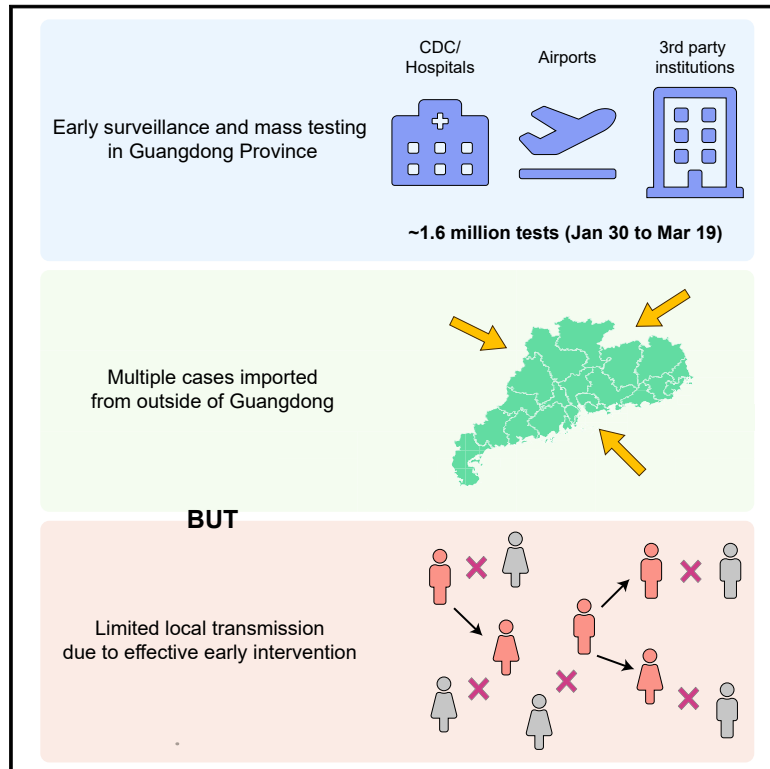 CDC/
Hospitals
Airports
3rd party
institutions
Early surveillance and mass testing
in Guangdong Province
~1.6 million tests (Jan 30 to Mar 19)
Multiple cases imported
from outside of Guangdong
BUT
Limited local transmission
due to effective early intervention